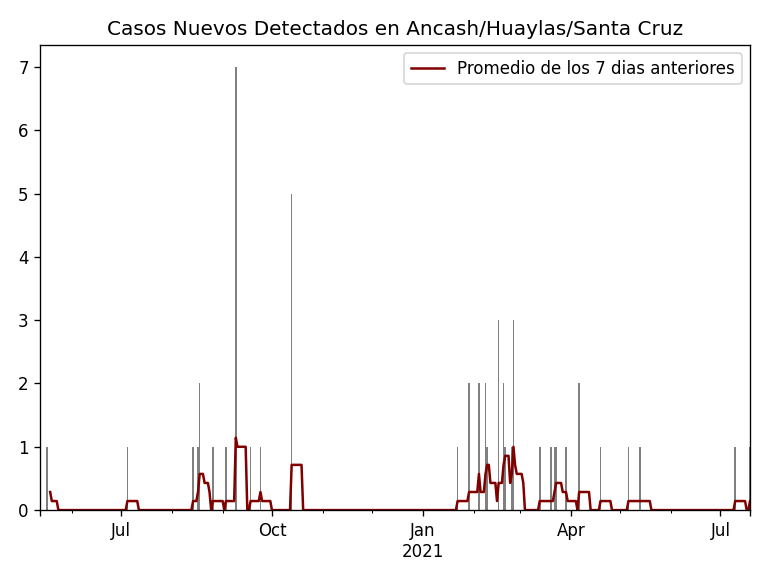 Casos Nuevos Detectados en Ancash/Huaylas/Santa Cruz
Promedio de los 7 dias anteriores
7
6
5
4
3
2
1
0
Jul
Oct
Jan
Apr
Jul
2021